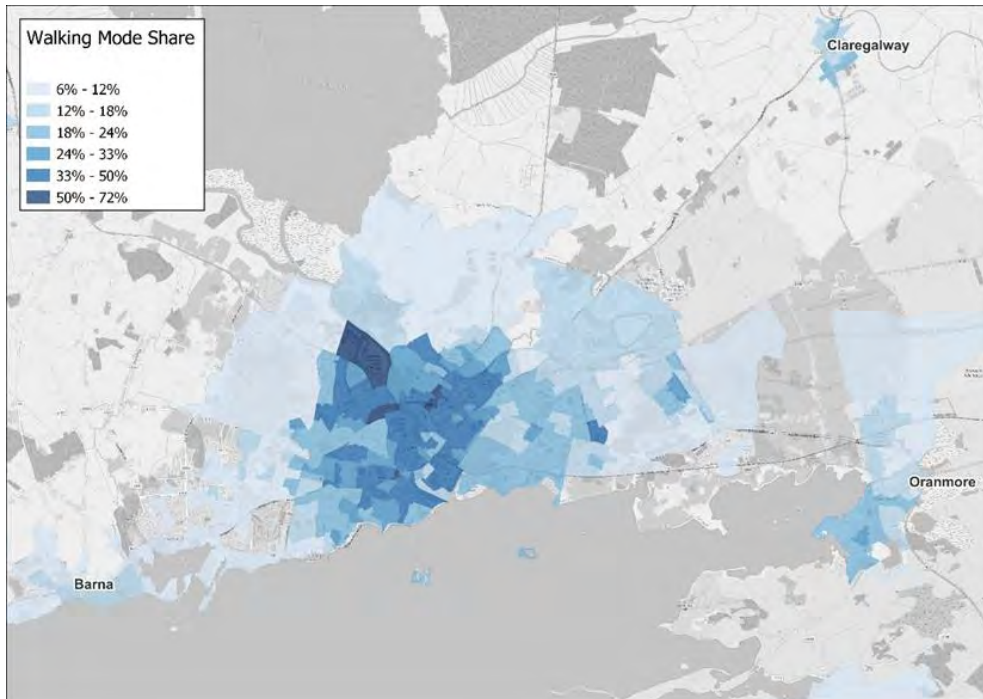 Walking Mode Share
6% - 12%
12% - 18%
18% - 24%
24% - 33%
33% - 50%
50% - 72%
Claregalway
Oranmore
Barna